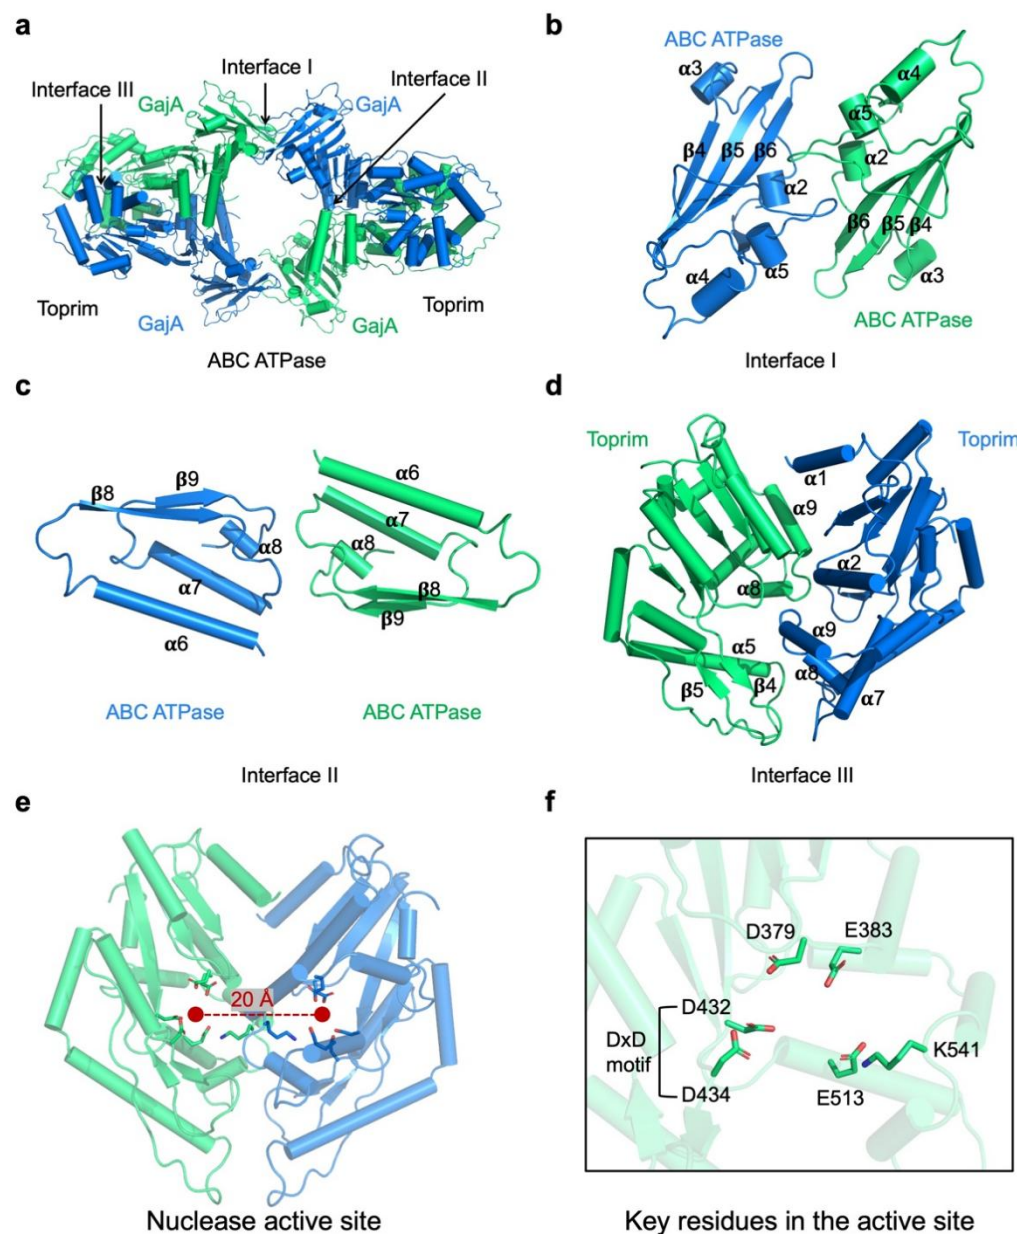 a
Interface I
Interface II
Interface III
GajA
GajA
Toprim
Toprim
GajA
GajA
ABC ATPase
b
ABC ATPase
α3
α4
α5
β4
β5
β6
α2
α2
β6
β5
β4
α4
α5
α3
ABC ATPase
Interface I
c
β9
β8
α8
α7
α6
α6
α7
α8
β8
β9
ABC ATPase
ABC ATPase
Interface II
d
Toprim
Toprim
α1
α9
α2
α8
α9
α5
α8
β5
β4
α7
Interface III
e
20 Å
Nuclease active site
f
D379
E383
D432
DxD
motif
K541
D434
E513
Key residues in the active site